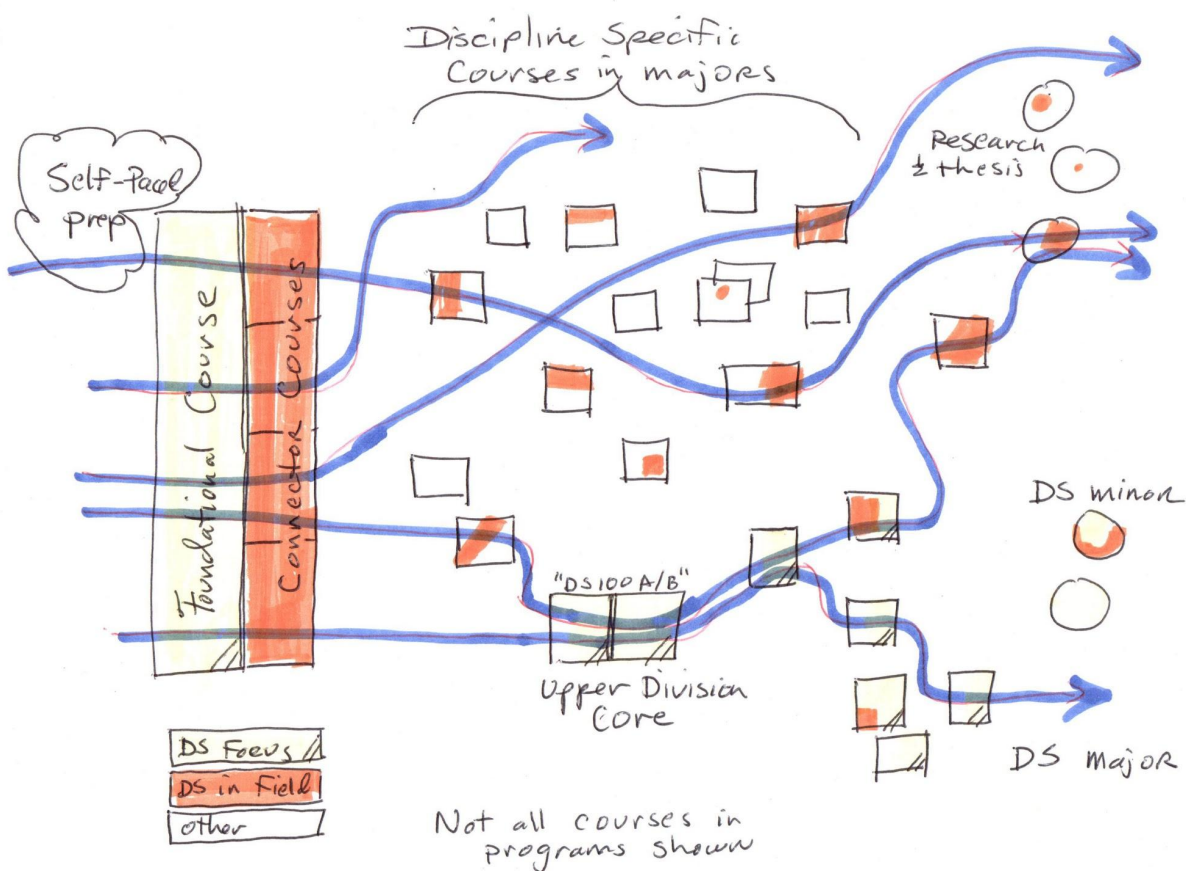 Discipline Specific
Courses in majors
Self-Paced
prep
Research
& thesis
Foundational Course
Connector Courses
DS minor
"DS100A/B"
Upper Division
Core
DS major
DS Focus
DS in Field
other
Not all courses in
programs shown